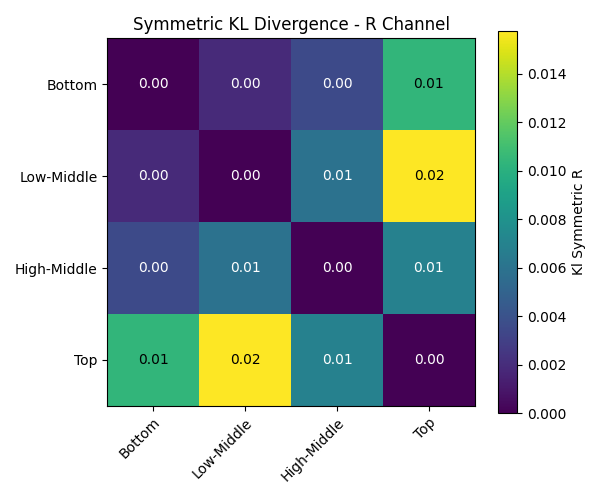 Symmetric KL Divergence - R Channel
Bottom
0.00
0.00
0.00
0.01
Low-Middle
0.00
0.00
0.01
0.02
High-Middle
0.00
0.01
0.00
0.01
Top
0.01
0.02
0.01
0.00
Bottom
Low-Middle
High-Middle
Top
0.014
0.012
0.010
0.008
0.006
0.004
0.002
0.000
Kl Symmetric R